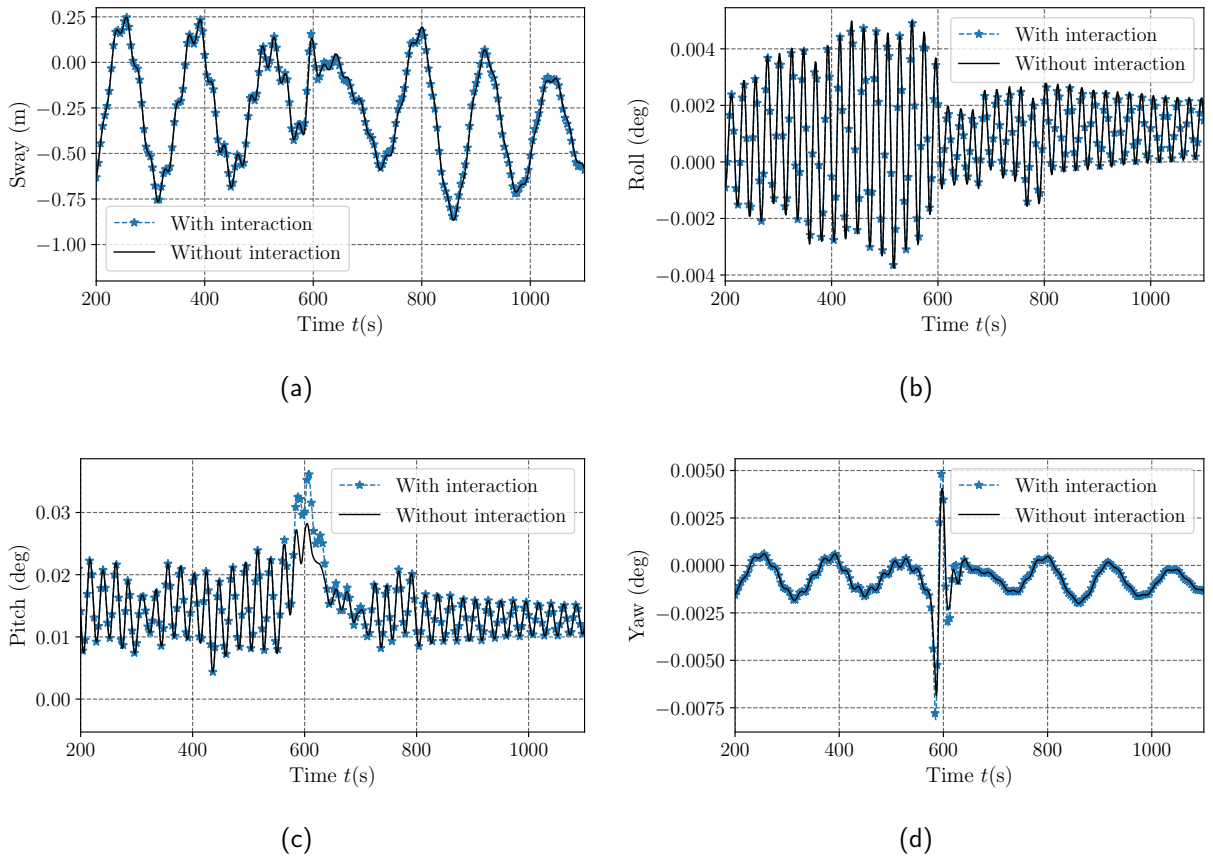 0.25
0.00
−0.25
−0.50
−0.75
−1.00
Sway (m)
With interaction
Without interaction
200 400 600 800 1000
Time t(s)
(a)
0.004
0.002
0.000
−0.002
−0.004
Roll (deg)
With interaction
Without interaction
200 400 600 800 1000
Time t(s)
(b)
0.03
0.02
0.01
0.00
Pitch (deg)
With interaction
Without interaction
200 400 600 800 1000
Time t(s)
(c)
0.0050
0.0025
0.0000
−0.0025
−0.0050
−0.0075
Yaw (deg)
With interaction
Without interaction
200 400 600 800 1000
Time t(s)
(d)